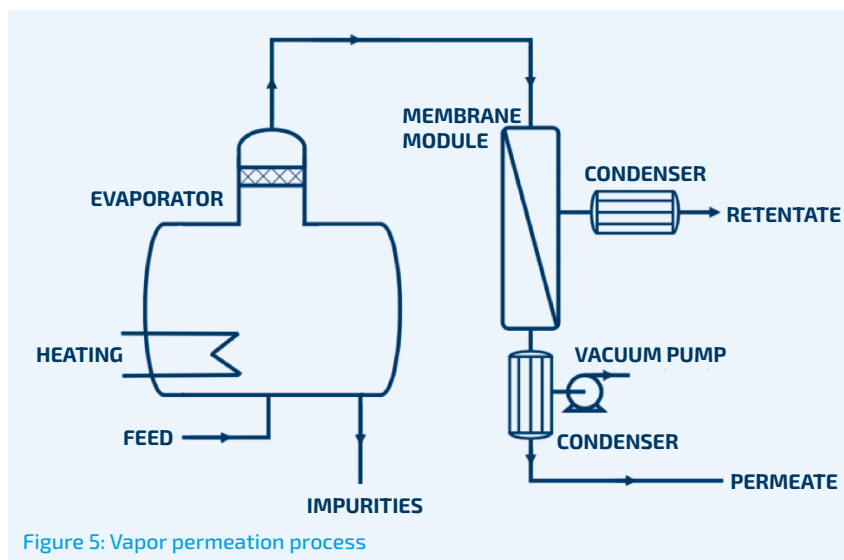 MEMBRANE
MODULE
CONDENSER
EVAPORATOR
RETENTATE
HEATING
VACUUM PUMP
FEED
CONDENSER
PERMEATE
IMPURITIES
Figure 5: Vapor permeation process